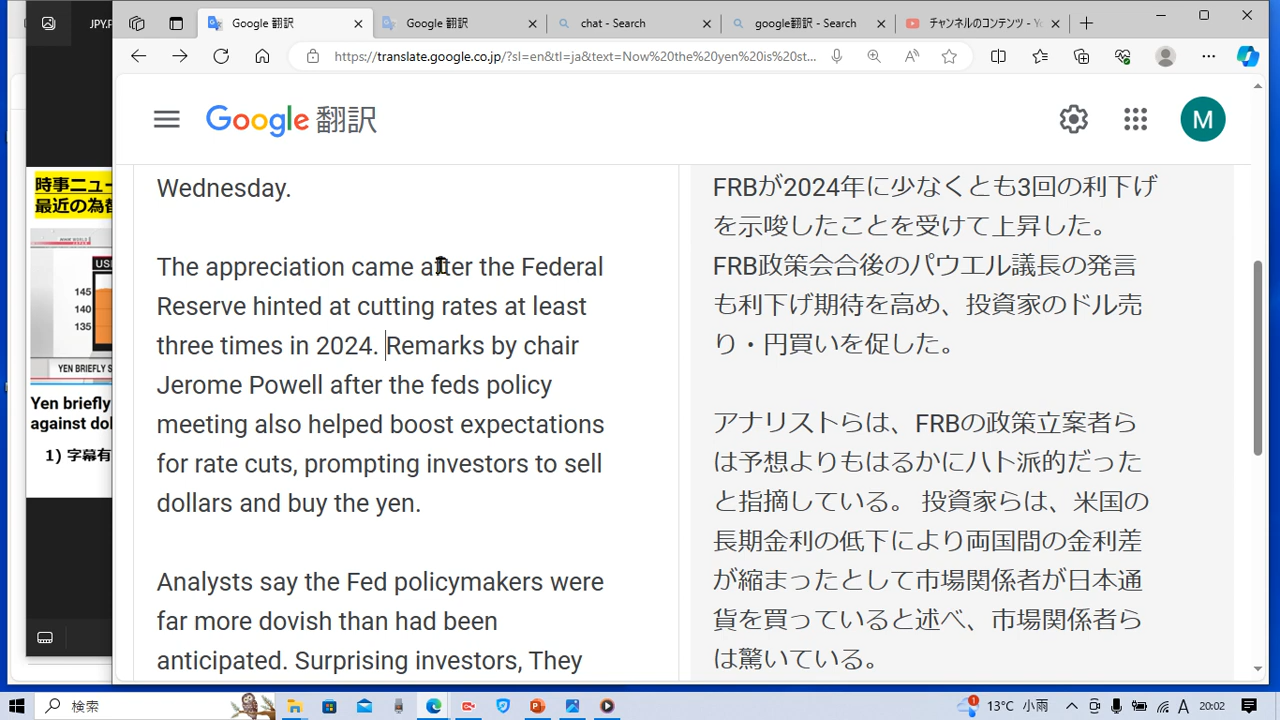 JPY.P
Google 翻訳
Google 翻訳
chat - Search
google翻訳 - Search
チャンネルのコンテンツ - Yo
https://translate.google.co.jp/?sl=en&tl=ja&text=Now%20the%20yen%20is%20st...
Google 翻訳
M
時事ニュ
最近の為替
US
145
140
135
YEN BRIEFLY S
Yen briefly
against dol
1) 字幕有
Wednesday.
The appreciation came after the Federal
Reserve hinted at cutting rates at least
three times in 2024. Remarks by chair
Jerome Powell after the feds policy
meeting also helped boost expectations
for rate cuts, prompting investors to sell
dollars and buy the yen.
Analysts say the Fed policymakers were
far more dovish than had been
anticipated. Surprising investors, They
FRBが2024年に少なくとも3回の利下げ
を示唆したことを受けて上昇した。
FRB政策会合後のパウエル議長の発言
も利下げ期待を高め、投資家のドル売
り・円買いを促した。
アナリストらは、FRBの政策立案者ら
は予想よりもはるかにハト派的だった
と指摘している。 投資家らは、米国の
長期金利の低下により両国間の金利差
が縮まったとして市場関係者が日本通
貨を買っていると述べ、市場関係者ら
は驚いている。
検索
1
13°C 小雨
A
20:02